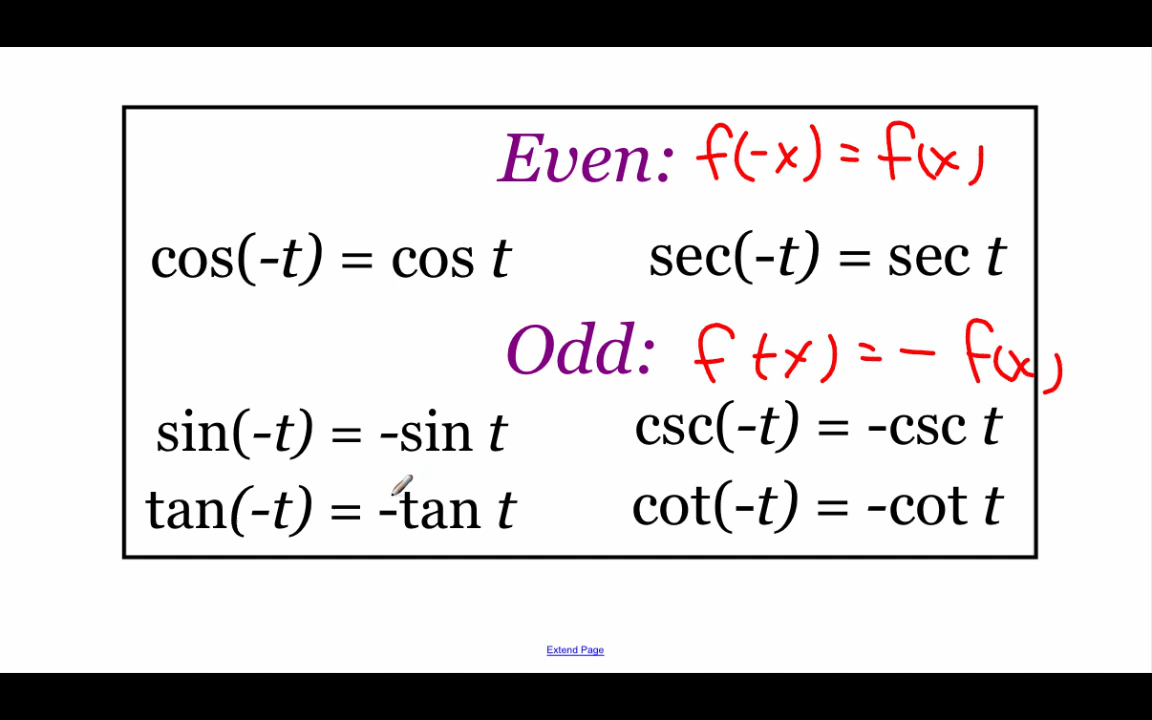 Even: f(-x) = f(x)
cos(-t) = cos t sec(-t) = sec t
Odd: f(-x) = - f(x)
sin(-t) = -sin t csc(-t) = -csc t
tan(-t) = -tan t cot(-t) = -cot t
Extend Page